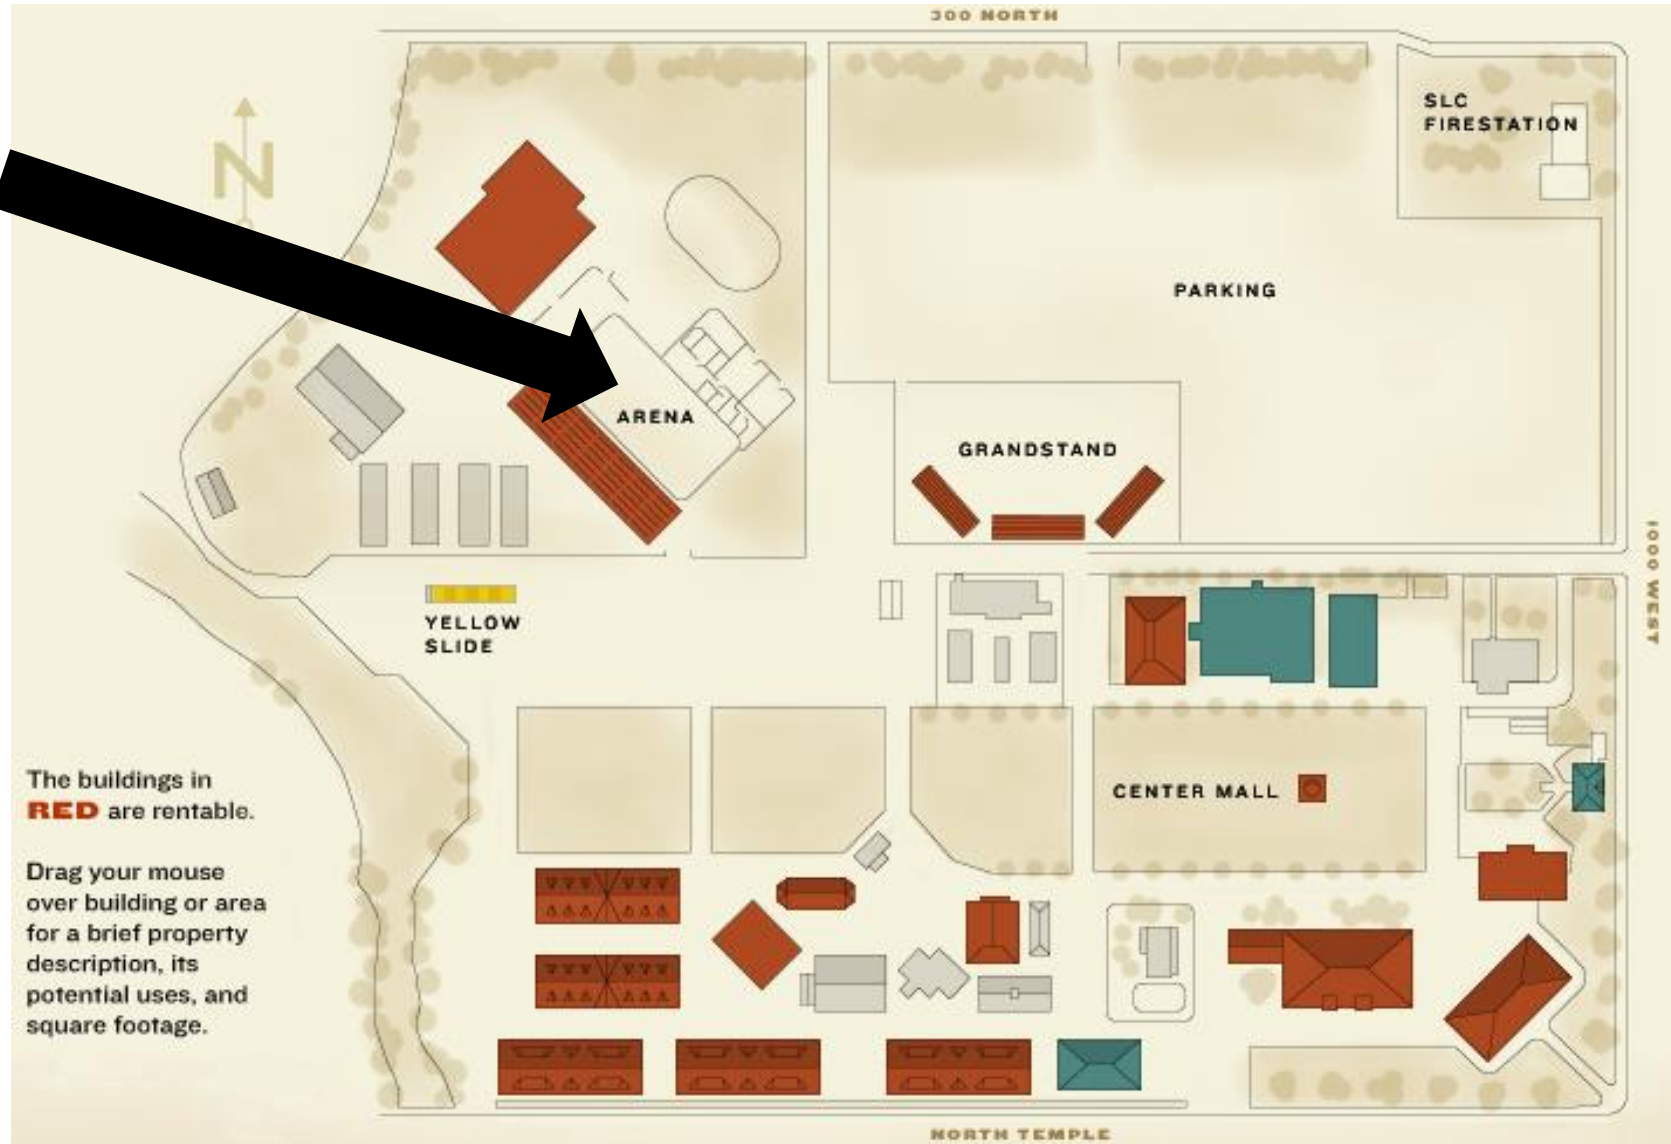 300 NORTH
SLC
FIRESTATION
N
PARKING
ARENA
GRANDSTAND
1000 WEST
YELLOW
SLIDE
The buildings in
RED are rentable.
CENTER MALL
Drag your mouse
over building or area
for a brief property
description, its
potential uses, and
square footage.
NORTH TEMPLE